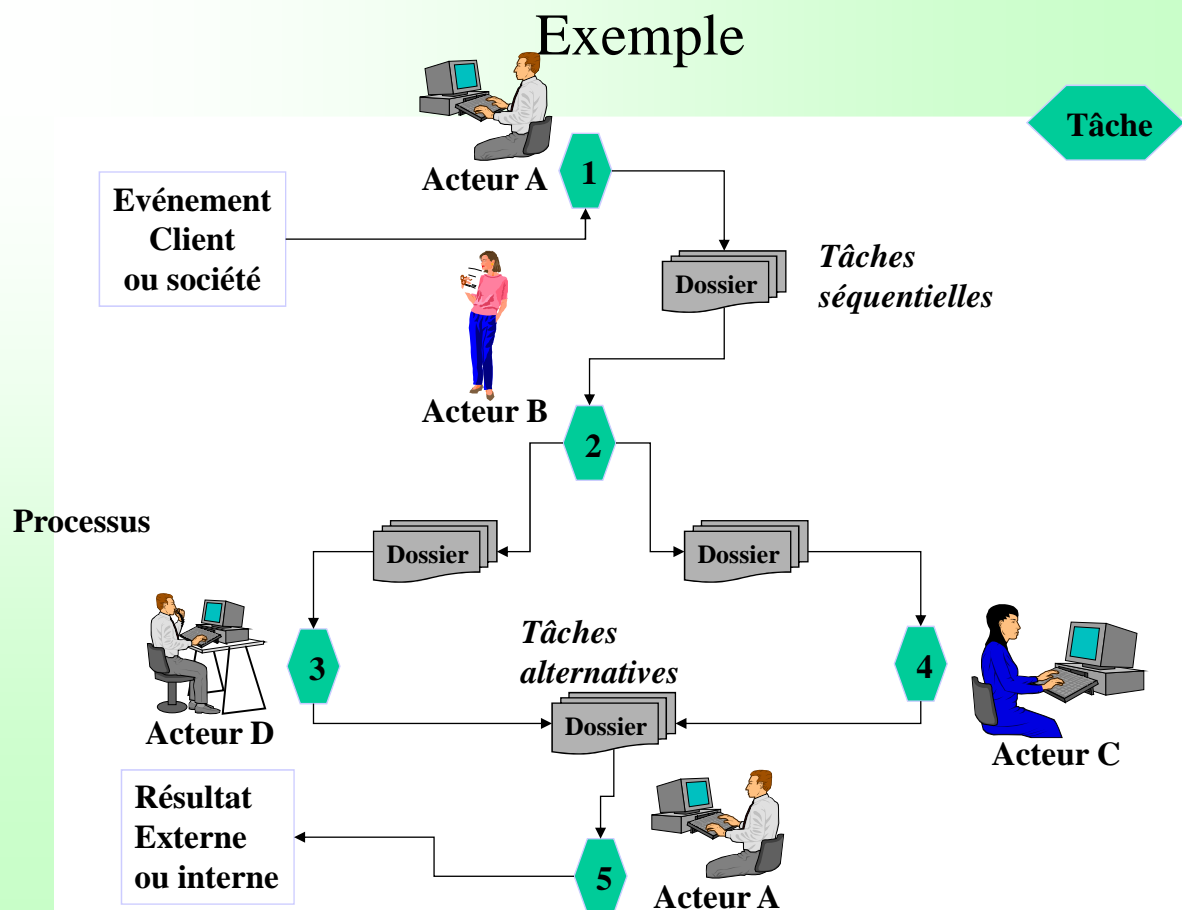 Exemple
Tâche
Acteur A
1
Evénement
Client
ou société
Dossier
Tâches
séquentielles
Acteur B
2
Processus
Dossier
Dossier
Tâches
alternatives
3
4
Dossier
Acteur D
Acteur C
Résultat
Externe
ou interne
5
Acteur A